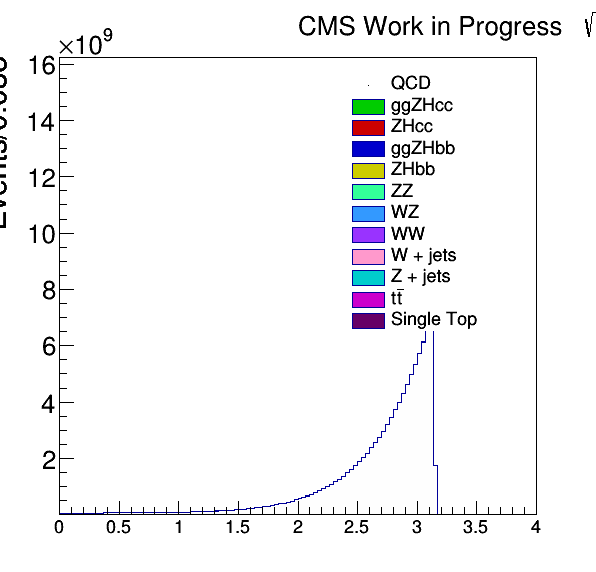 CMS Work in Progress √
×10⁹
16
14
12
10
8
6
4
2
QCD
ggZHcc
ZHcc
ggZHbb
ZHbb
ZZ
WZ
WW
W + jets
Z + jets
tt̄
Single Top
0 0.5 1 1.5 2 2.5 3 3.5 4